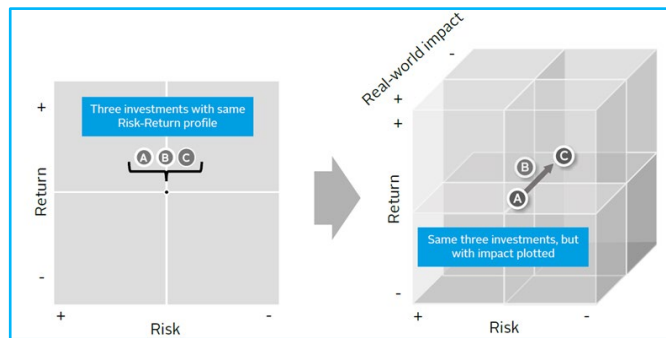 +
Return
-
Three investments with same
Risk-Return profile
A B C
+
Risk
-
Real-world impact
-
+
+
Return
-
A
B
C
Same three investments, but
with impact plotted
+
Risk
-